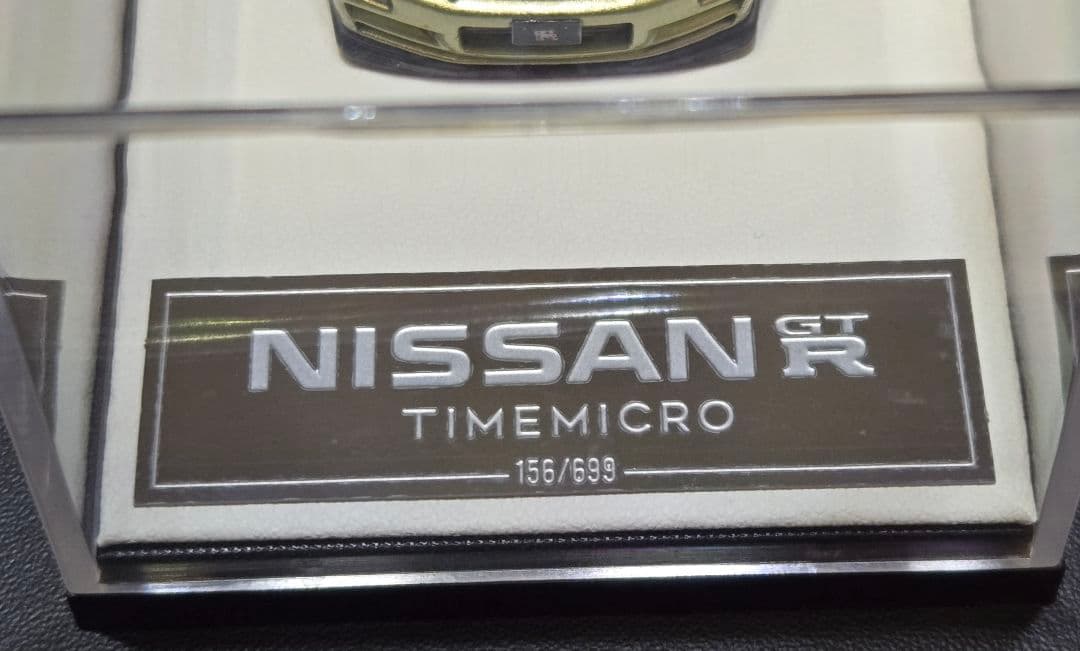 NISSAN GT R
TIMEMICRO
156/699